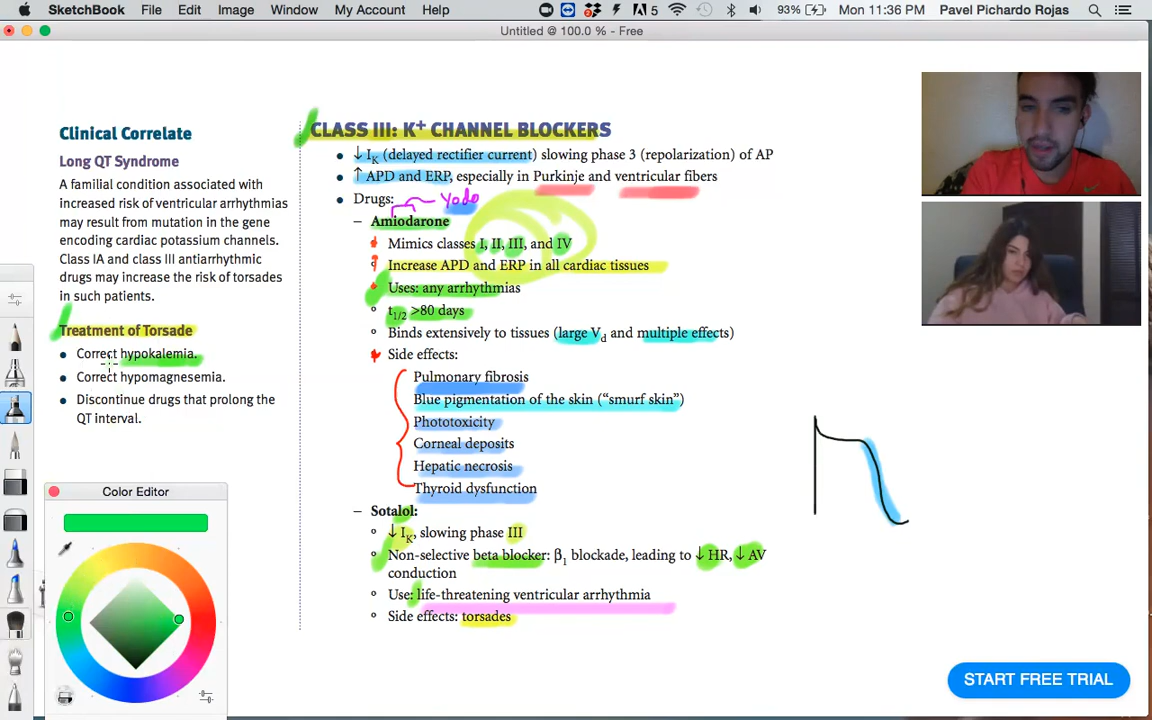 SketchBook File Edit Image Window My Account Help 5 93% Mon 11:36 PM Pavel Pichardo Rojas
Untitled @ 100.0 % - Free
Clinical Correlate
Long QT Syndrome
A familial condition associated with
increased risk of ventricular arrhythmias
may result from mutation in the gene
encoding cardiac potassium channels.
Class IA and class III antiarrhythmic
drugs may increase the risk of torsades
in such patients.
Treatment of Torsade
• Correct hypokalemia.
• Correct hypomagnesemia.
• Discontinue drugs that prolong the
QT interval.
Color Editor
CLASS III: K⁺ CHANNEL BLOCKERS
• ↓ IK (delayed rectifier current) slowing phase 3 (repolarization) of AP
• ↑ APD and ERP, especially in Purkinje and ventricular fibers
• Drugs: Yodo
– Amiodarone
Mimics classes I, II, III, and IV
° Increase APD and ERP in all cardiac tissues
Uses: any arrhythmias
° t1/2 >80 days
° Binds extensively to tissues (large Vd and multiple effects)
Side effects:
Pulmonary fibrosis
Blue pigmentation of the skin (“smurf skin”)
Phototoxicity
Corneal deposits
Hepatic necrosis
Thyroid dysfunction
– Sotalol:
° ↓ IK, slowing phase III
° Non-selective beta blocker: β1 blockade, leading to ↓ HR, ↓ AV
conduction
° Use: life-threatening ventricular arrhythmia
° Side effects: torsades
START FREE TRIAL